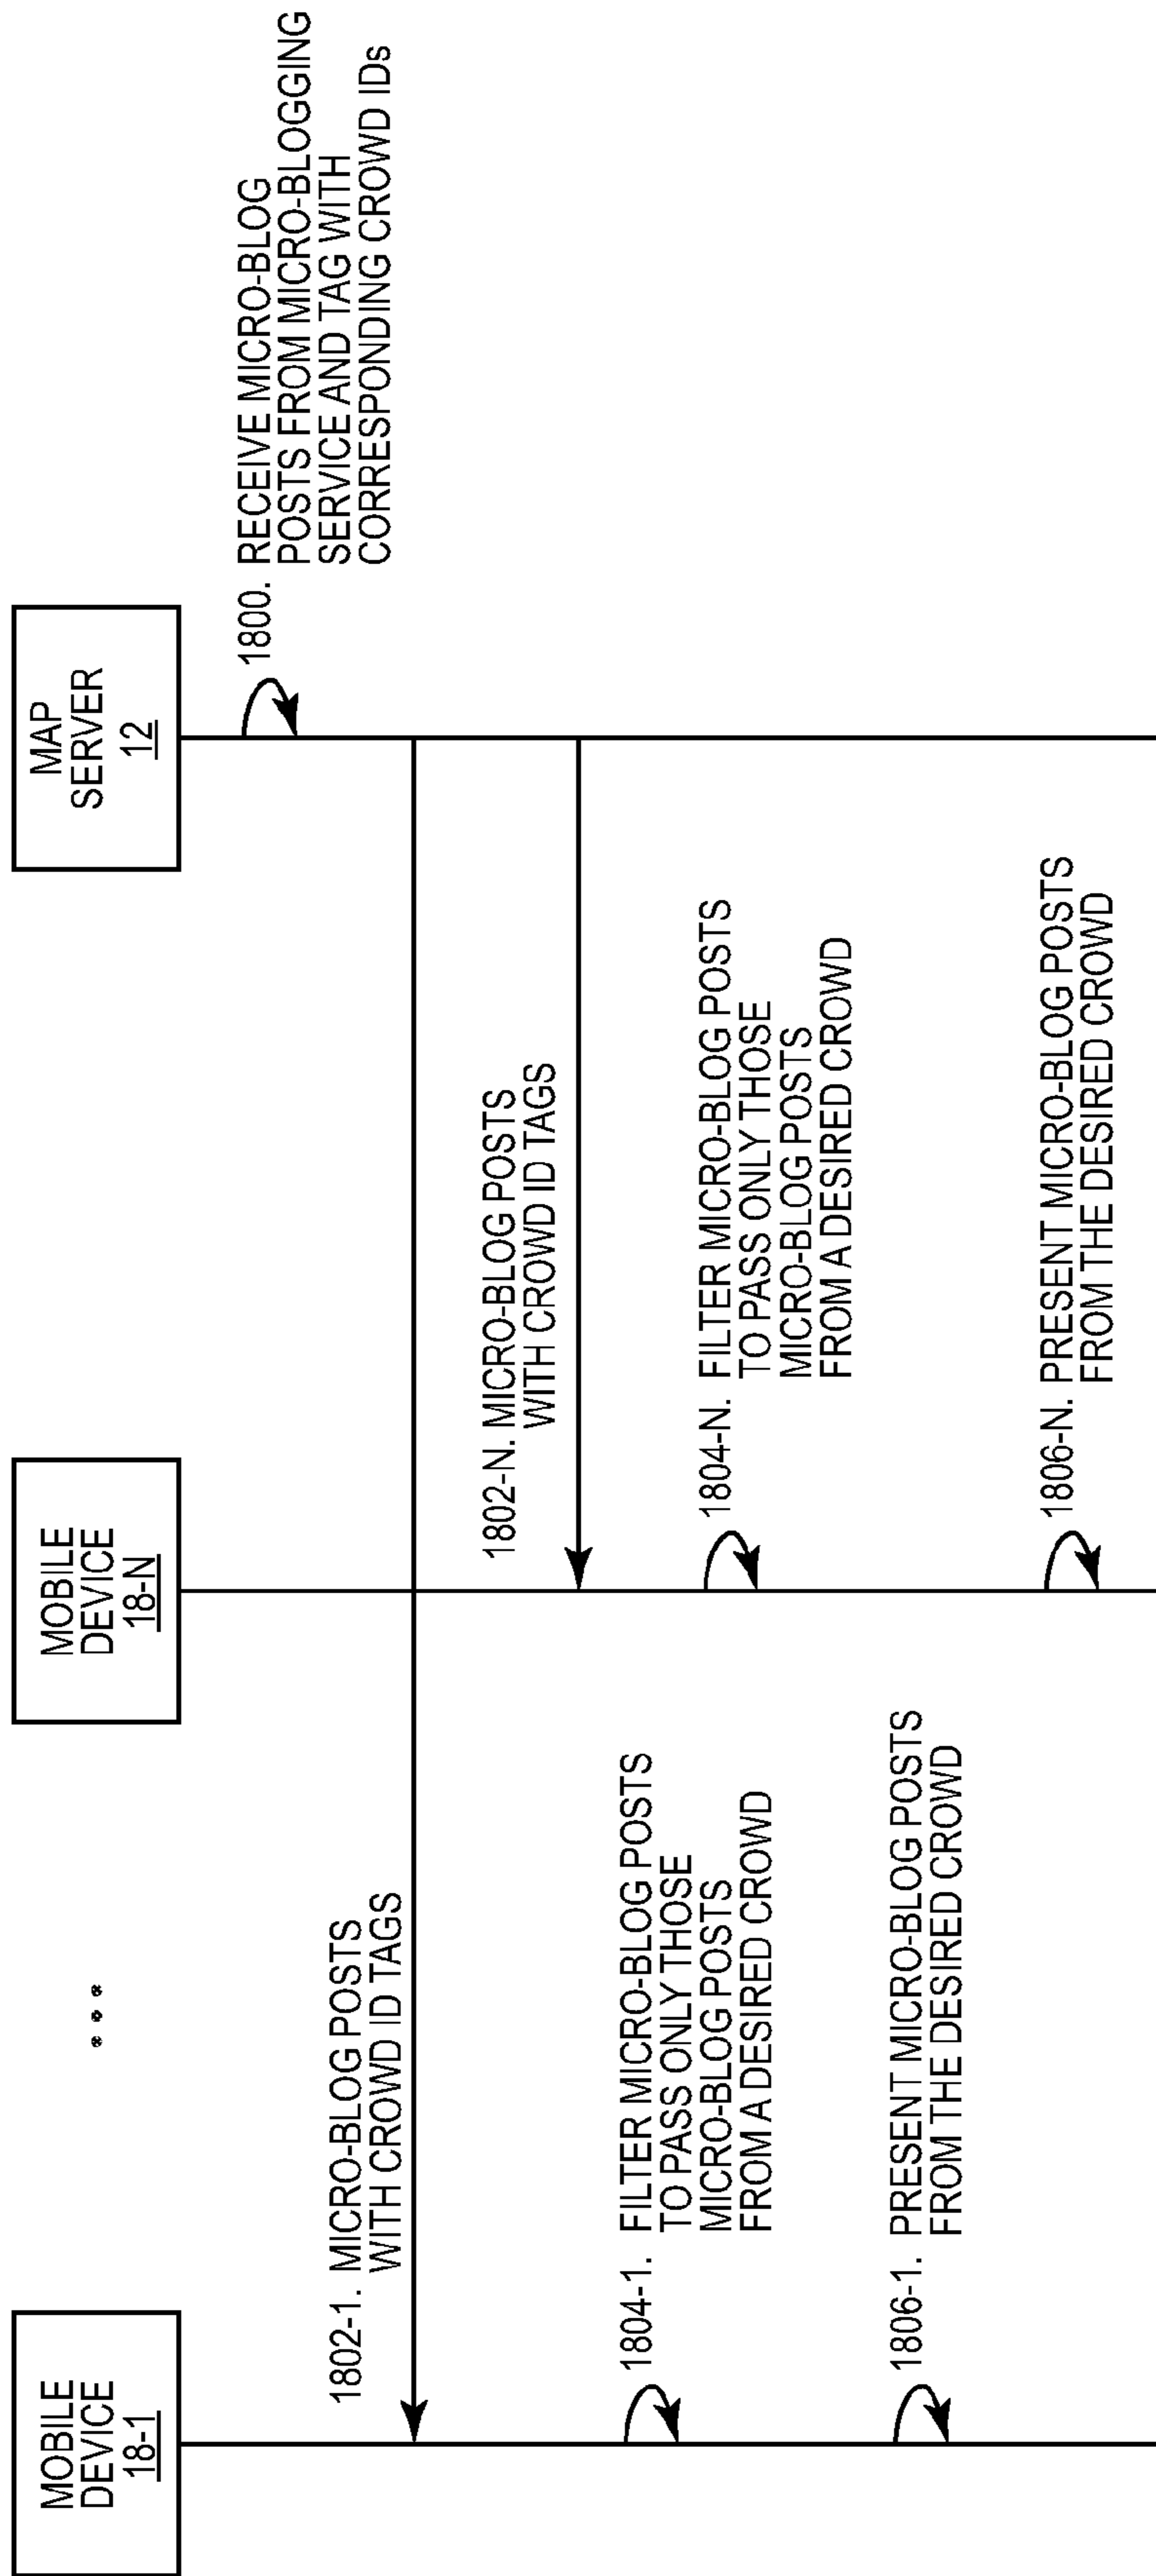 MOBILE
DEVICE
18-1
MOBILE
DEVICE
18-N
MAP
SERVER
12
1800. RECEIVE MICRO-BLOG
POSTS FROM MICRO-BLOGGING
SERVICE AND TAG WITH
CORRESPONDING CROWD IDs
1802-1. MICRO-BLOG POSTS
WITH CROWD ID TAGS
1802-N. MICRO-BLOG POSTS
WITH CROWD ID TAGS
1804-1. FILTER MICRO-BLOG POSTS
TO PASS ONLY THOSE
MICRO-BLOG POSTS
FROM A DESIRED CROWD
1804-N. FILTER MICRO-BLOG POSTS
TO PASS ONLY THOSE
MICRO-BLOG POSTS
FROM A DESIRED CROWD
1806-1. PRESENT MICRO-BLOG POSTS
FROM THE DESIRED CROWD
1806-N. PRESENT MICRO-BLOG POSTS
FROM THE DESIRED CROWD